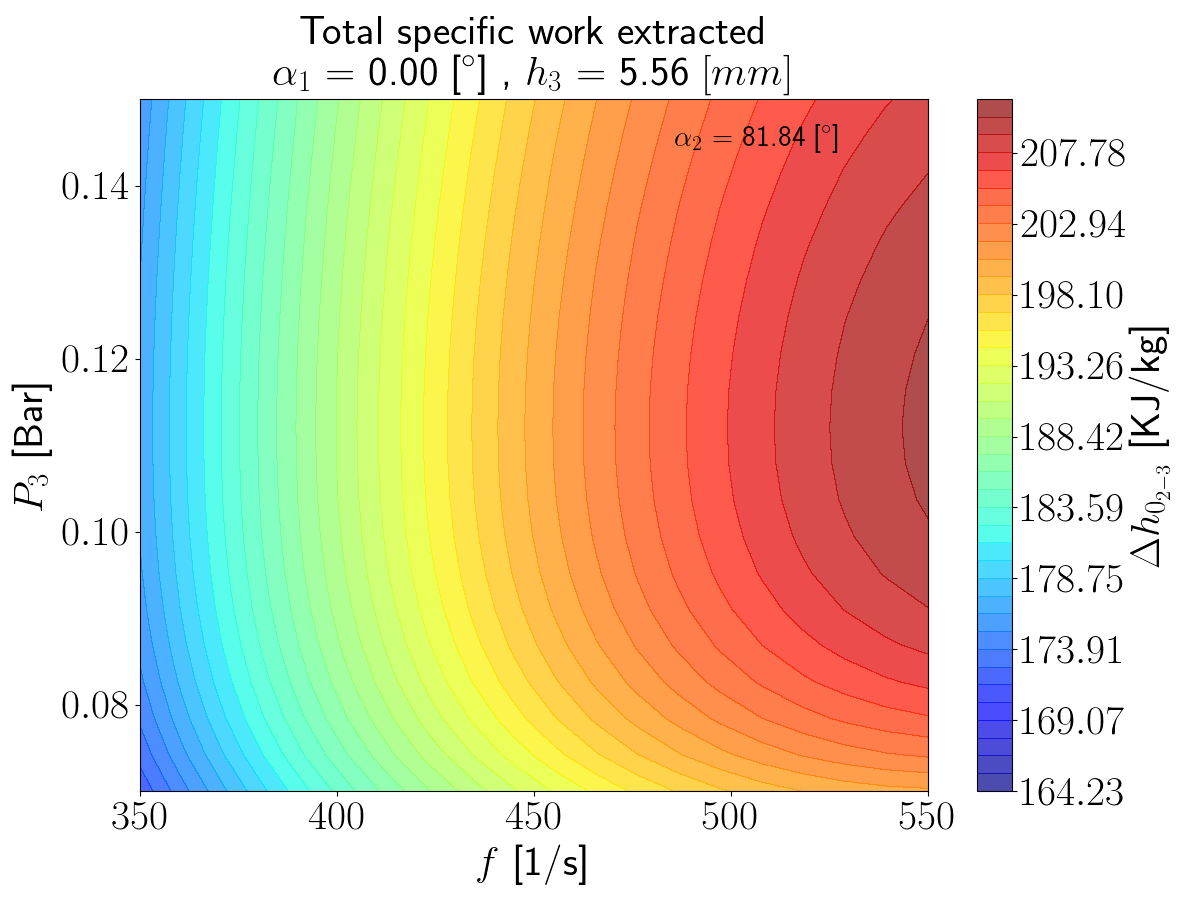 Total specific work extracted
α₁ = 0.00 [°] , h₃ = 5.56 [mm]
α₂ = 81.84 [°]
0.14
0.12
0.10
0.08
P₃ [Bar]
350 400 450 500 550
f [1/s]
207.78
202.94
198.10
193.26
188.42
183.59
178.75
173.91
169.07
164.23
Δh₀₂₋₃ [KJ/kg]